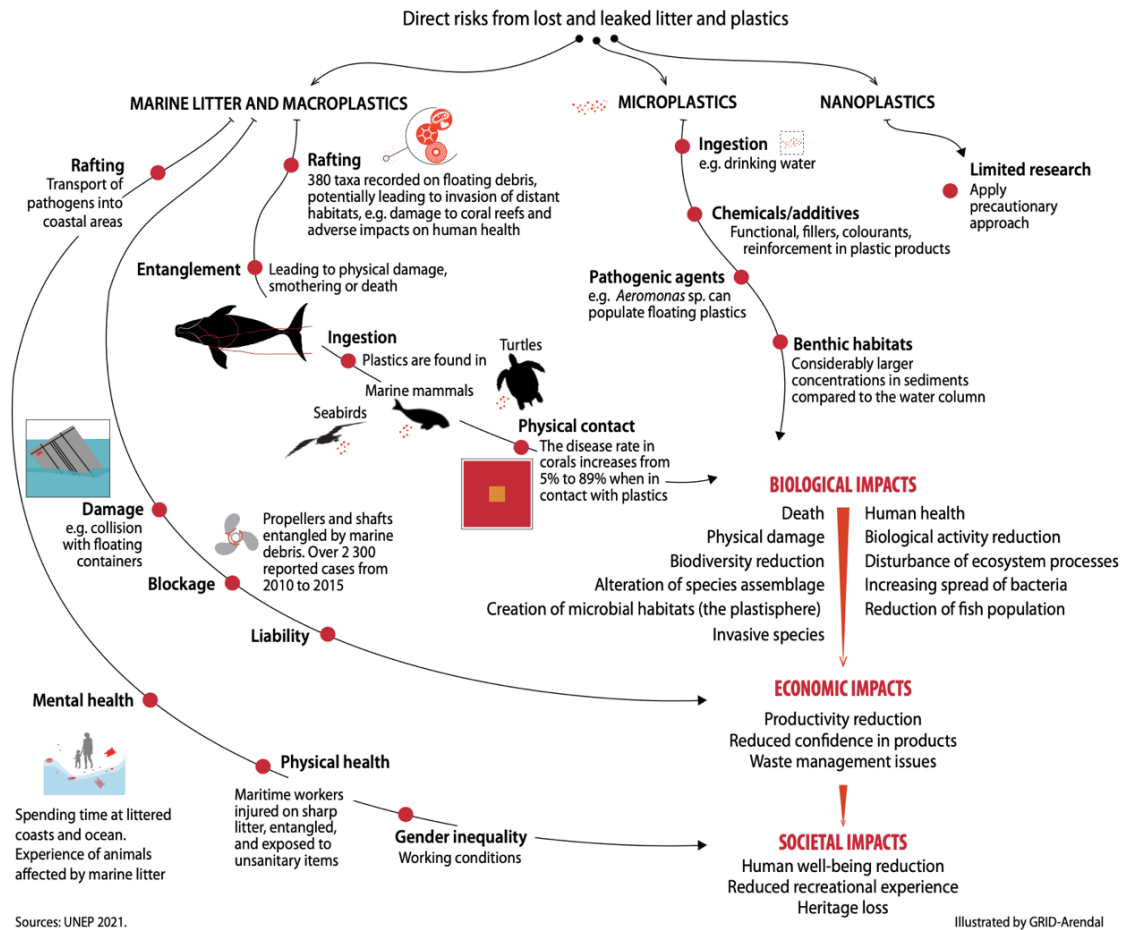 Direct risks from lost and leaked litter and plastics
MARINE LITTER AND MACROPLASTICS
Rafting
Transport of
pathogens into
coastal areas
Rafting
380 taxa recorded on floating debris,
potentially leading to invasion of distant
habitats, e.g. damage to coral reefs and
adverse impacts on human health
Entanglement
Leading to physical damage,
smothering or death
Ingestion
Plastics are found in
Turtles
Marine mammals
Seabirds
Physical contact
The disease rate in
corals increases from
5% to 89% when in
contact with plastics
Damage
e.g. collision
with floating
containers
Propellers and shafts
entangled by marine
debris. Over 2 300
reported cases from
2010 to 2015
Blockage
Liability
Mental health
Spending time at littered
coasts and ocean.
Experience of animals
affected by marine litter
Physical health
Maritime workers
injured on sharp
litter, entangled,
and exposed to
unsanitary items
Gender inequality
Working conditions
MICROPLASTICS
Ingestion
e.g. drinking water
Chemicals/additives
Functional, fillers, colourants,
reinforcement in plastic products
Pathogenic agents
e.g. Aeromonas sp. can
populate floating plastics
Benthic habitats
Considerably larger
concentrations in sediments
compared to the water column
NANOPLASTICS
Limited research
Apply
precautionary
approach
BIOLOGICAL IMPACTS
Death
Physical damage
Biodiversity reduction
Alteration of species assemblage
Creation of microbial habitats (the plastisphere)
Invasive species
Human health
Biological activity reduction
Disturbance of ecosystem processes
Increasing spread of bacteria
Reduction of fish population
ECONOMIC IMPACTS
Productivity reduction
Reduced confidence in products
Waste management issues
SOCIETAL IMPACTS
Human well-being reduction
Reduced recreational experience
Heritage loss
Sources: UNEP 2021.
Illustrated by GRID-Arendal